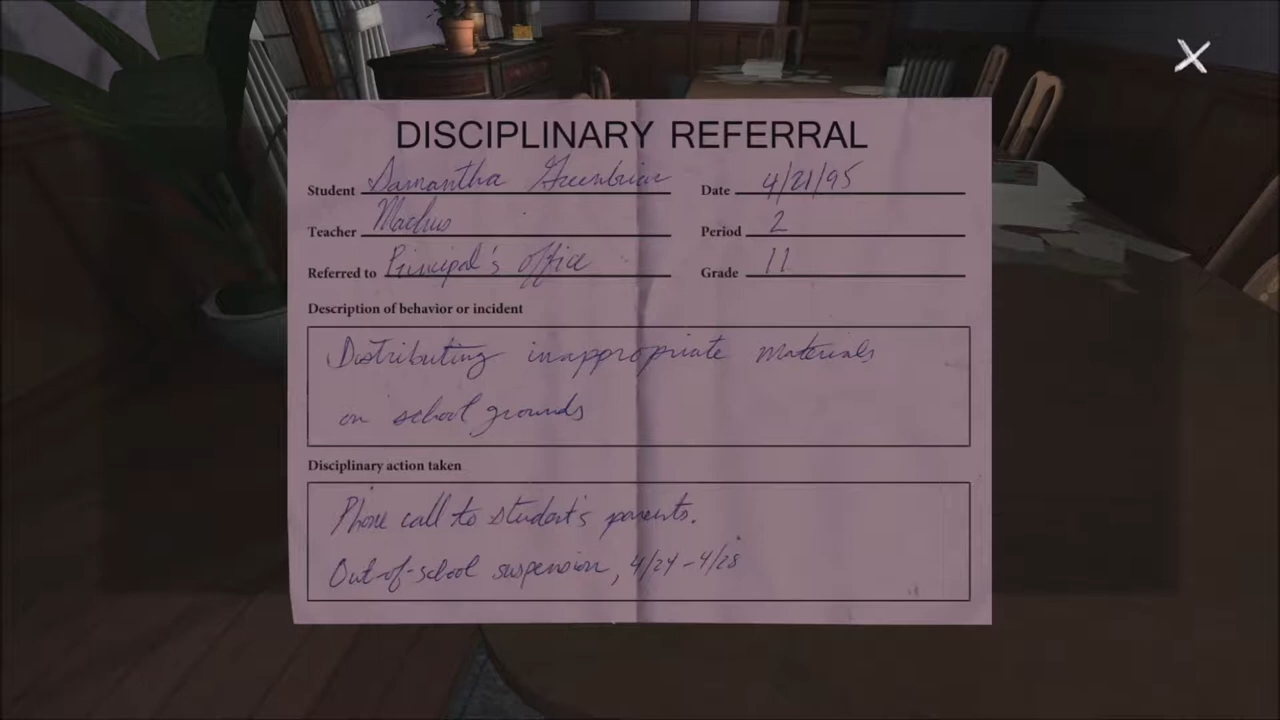 DISCIPLINARY REFERRAL
Student Samantha Greenbriar Date 4/21/95
Teacher Period 2
Referred to Principal's office Grade 11
Description of behavior or incident
Distributing inappropriate materials
on school grounds
Disciplinary action taken
Phone call to student's parents.
Out-of-school suspension, 4/24-4/28